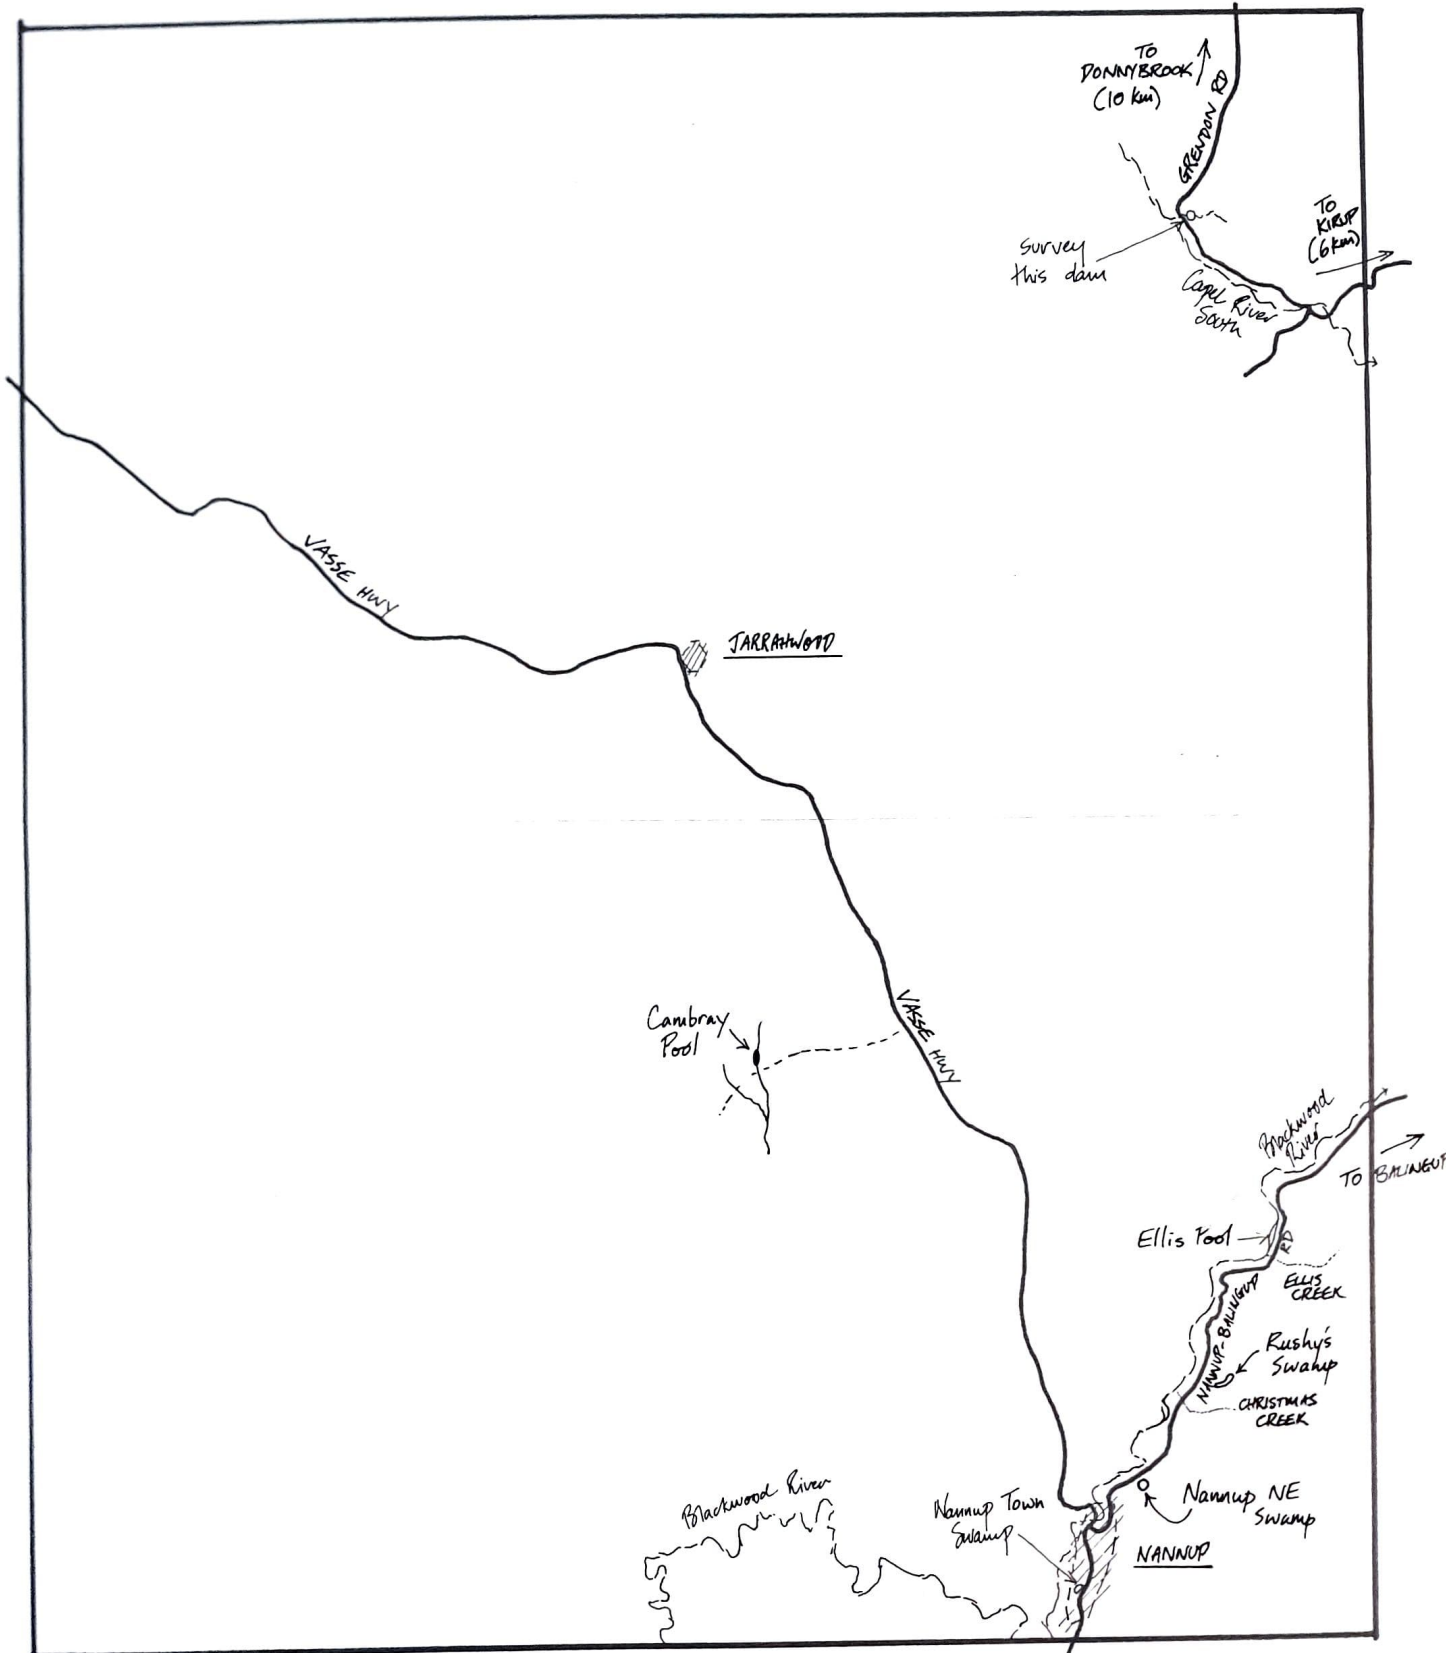 TO
DONNYBROOK
(10 km)
GRENDON RD
TO
KIRUP
(6 km)
Survey
this dam
Capel River
South
VASSE HWY
JARRAHWOOD
Cambray
Pool
VASSE HWY
Blackwood
River
TO BALINGUP
Ellis Pool
NANNUP-BALINGUP RD
ELLIS
CREEK
Rushy's
Swamp
CHRISTMAS
CREEK
Blackwood River
Nannup Town
Swamp
Nannup NE
Swamp
NANNUP